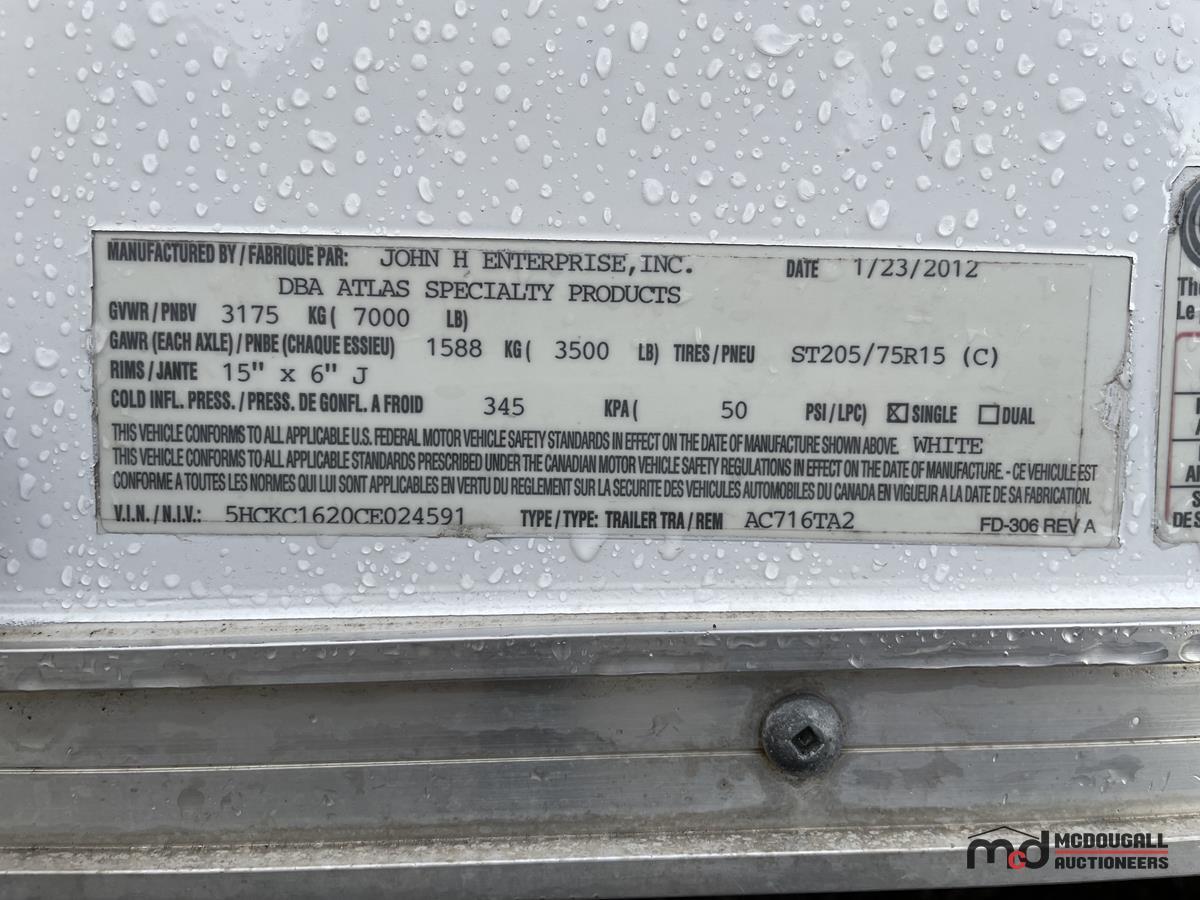 MANUFACTURED BY / FABRIQUE PAR: JOHN H ENTERPRISE, INC. DATE 1/23/2012
DBA ATLAS SPECIALTY PRODUCTS
GVWR / PNBV 3175 KG ( 7000 LB)
GAWR (EACH AXLE) / PNBE (CHAQUE ESSIEU) 1588 KG ( 3500 LB) TIRES / PNEU ST205/75R15 (C)
RIMS / JANTE 15" x 6" J
COLD INFL. PRESS. / PRESS. DE GONFL. A FROID 345 KPA ( 50 PSI / LPC) ☒ SINGLE ☐ DUAL
THIS VEHICLE CONFORMS TO ALL APPLICABLE U.S. FEDERAL MOTOR VEHICLE SAFETY STANDARDS IN EFFECT ON THE DATE OF MANUFACTURE SHOWN ABOVE. WHITE
THIS VEHICLE CONFORMS TO ALL APPLICABLE STANDARDS PRESCRIBED UNDER THE CANADIAN MOTOR VEHICLE SAFETY REGULATIONS IN EFFECT ON THE DATE OF MANUFACTURE. - CE VEHICULE EST
CONFORME A TOUTES LES NORMES QUI LUI SONT APPLICABLES EN VERTU DU REGLEMENT SUR LA SECURITE DES VEHICULES AUTOMOBILES DU CANADA EN VIGUEUR A LA DATE DE SA FABRICATION.
V.I.N. / N.I.V.: 5HCKC1620CE024591 TYPE / TYPE: TRAILER TRA / REM AC716TA2 FD-306 REV A
Th
Le
DE S
mcd MCDOUGALL
AUCTIONEERS